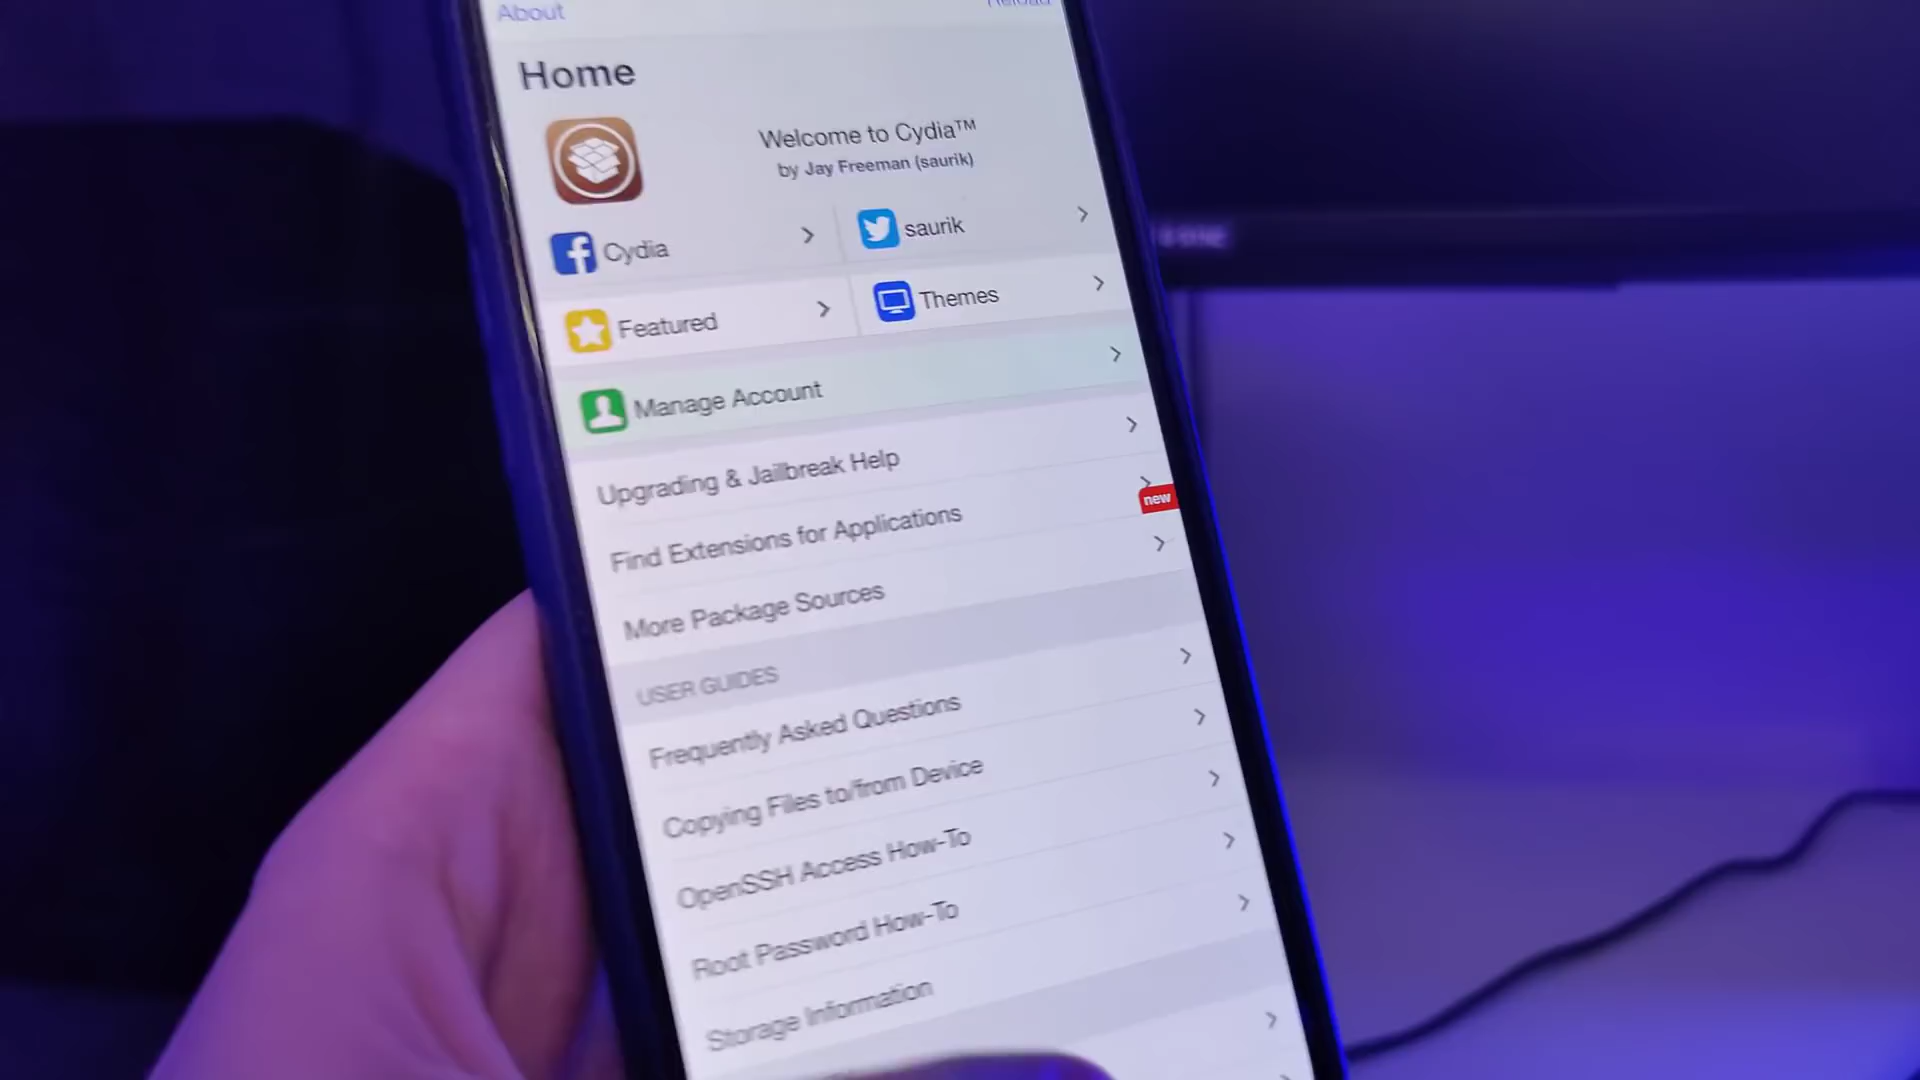 About
Reload
Home
Welcome to Cydia™
by Jay Freeman (saurik)
Cydia
saurik
Featured
Themes
Manage Account
Upgrading & Jailbreak Help
Find Extensions for Applications
new
More Package Sources
USER GUIDES
Frequently Asked Questions
Copying Files to/from Device
OpenSSH Access How-To
Root Password How-To
Storage Information